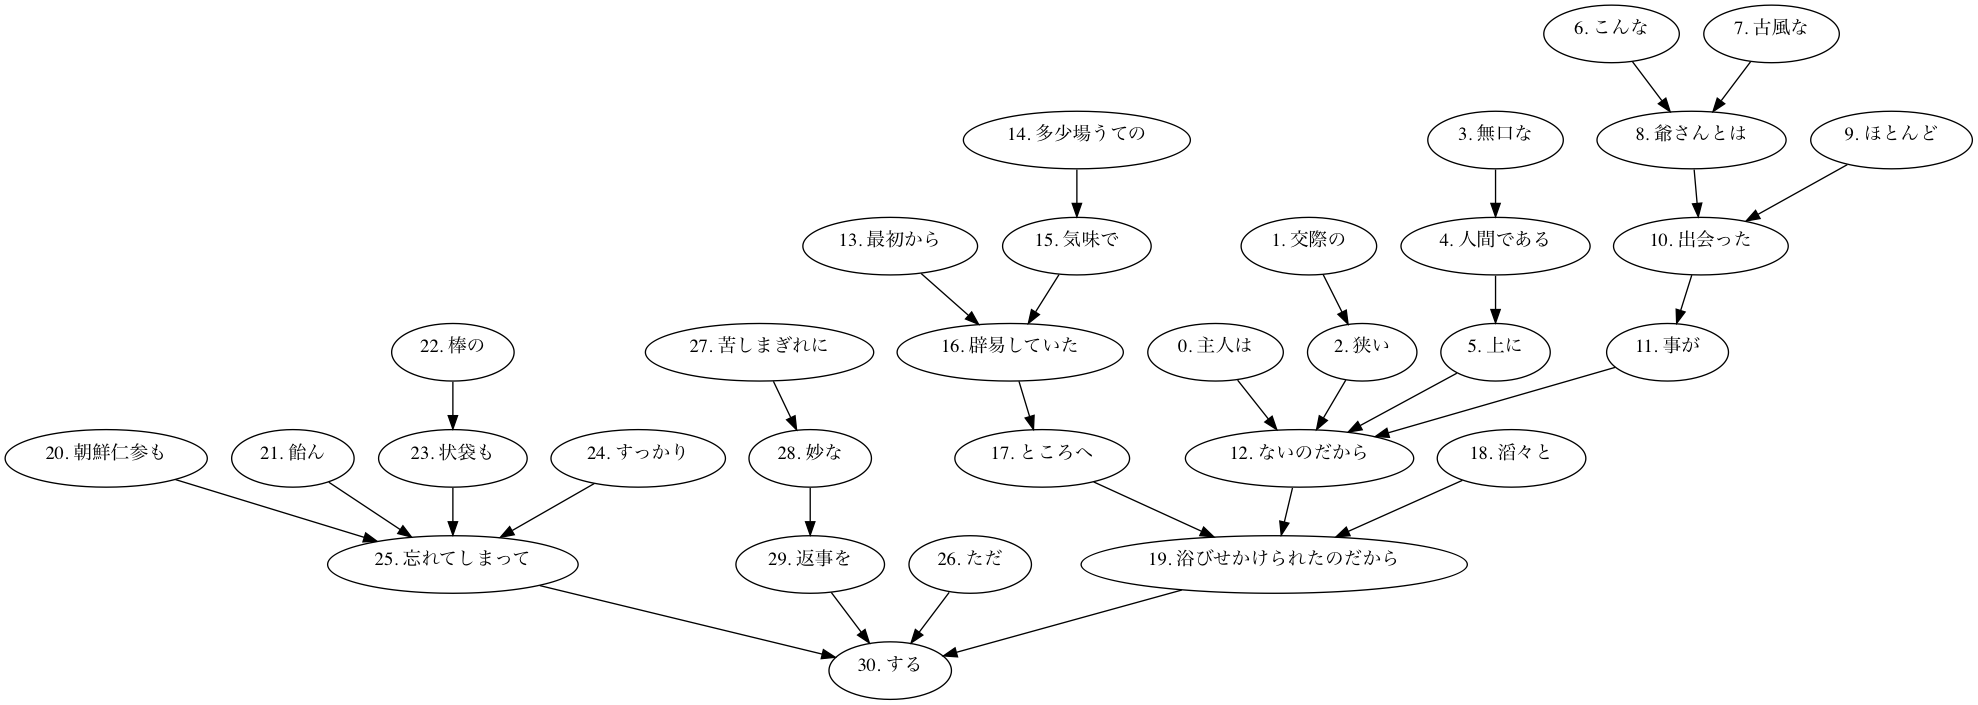 6. こんな
7. 古風な
14. 多少場うての
3. 無口な
8. 爺さんとは
9. ほとんど
13. 最初から
15. 気味で
1. 交際の
4. 人間である
10. 出会った
22. 棒の
27. 苦しまぎれに
16. 辟易していた
0. 主人は
2. 狭い
5. 上に
11. 事が
20. 朝鮮仁参も
21. 飴ん
23. 状袋も
24. すっかり
28. 妙な
17. ところへ
12. ないのだから
18. 滔々と
25. 忘れてしまって
29. 返事を
26. ただ
19. 浴びせかけられたのだから
30. する